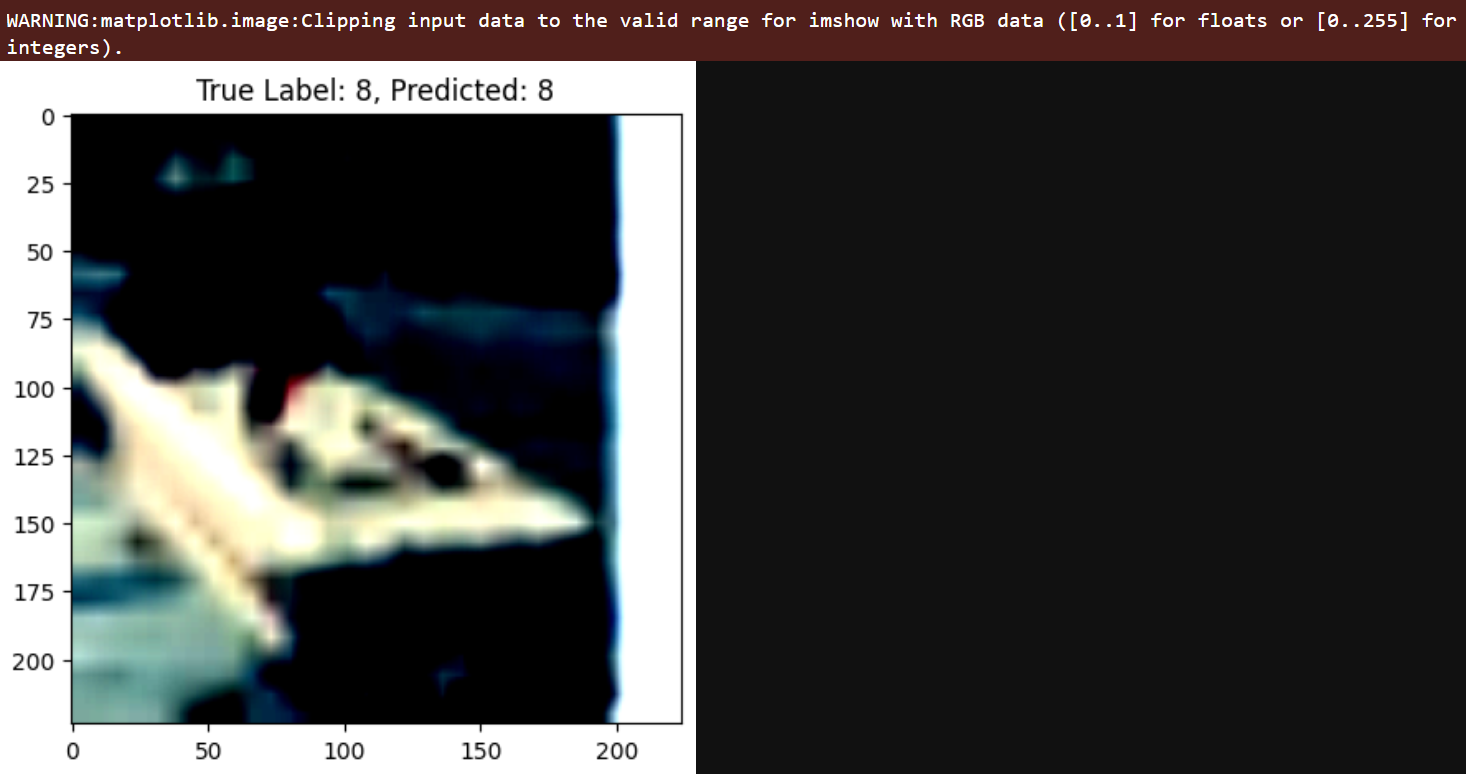 WARNING:matplotlib.image:Clipping input data to the valid range for imshow with RGB data ([0..1] for floats or [0..255] for
integers).
True Label: 8, Predicted: 8
0
25
50
75
100
125
150
175
200
0 50 100 150 200